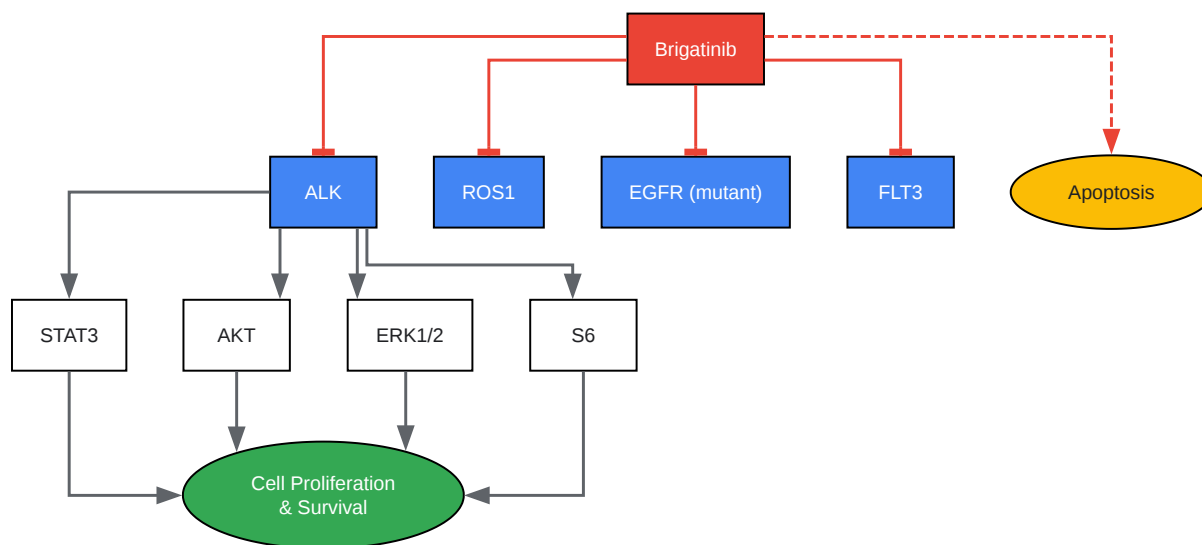 Brigatinib
ALK
ROS1
EGFR (mutant)
FLT3
Apoptosis
STAT3
AKT
ERK1/2
S6
Cell Proliferation
& Survival